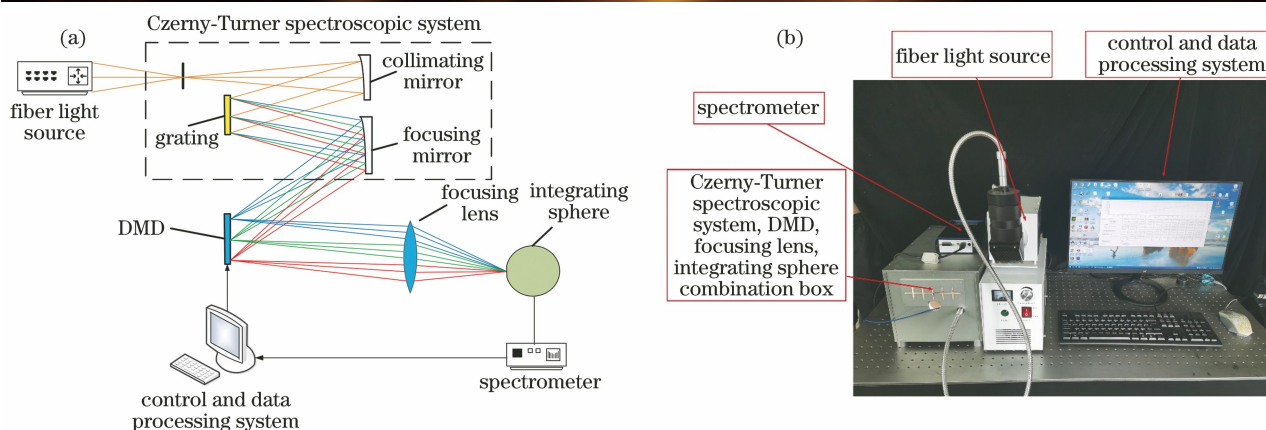 (a)
Czerny-Turner spectroscopic system
collimating
mirror
fiber light
source
grating
focusing
mirror
focusing
lens
integrating
sphere
DMD
spectrometer
control and data
processing system
(b)
fiber light source
control and data
processing system
spectrometer
Czerny-Turner
spectroscopic
system, DMD,
focusing lens,
integrating sphere
combination box